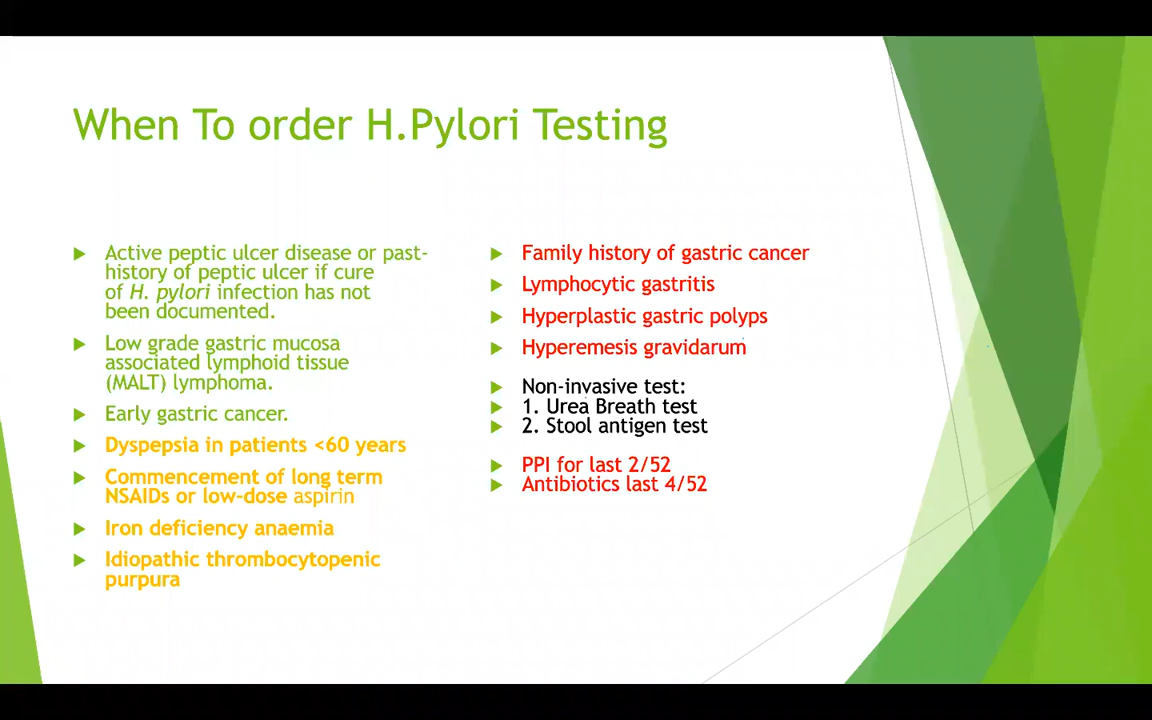 When To order H.Pylori Testing
Active peptic ulcer disease or past-
history of peptic ulcer if cure
of H. pylori infection has not
been documented.
Low grade gastric mucosa
associated lymphoid tissue
(MALT) lymphoma.
Early gastric cancer.
Dyspepsia in patients <60 years
Commencement of long term
NSAIDs or low-dose aspirin
Iron deficiency anaemia
Idiopathic thrombocytopenic
purpura
Family history of gastric cancer
Lymphocytic gastritis
Hyperplastic gastric polyps
Hyperemesis gravidarum
Non-invasive test:
1. Urea Breath test
2. Stool antigen test
PPI for last 2/52
Antibiotics last 4/52